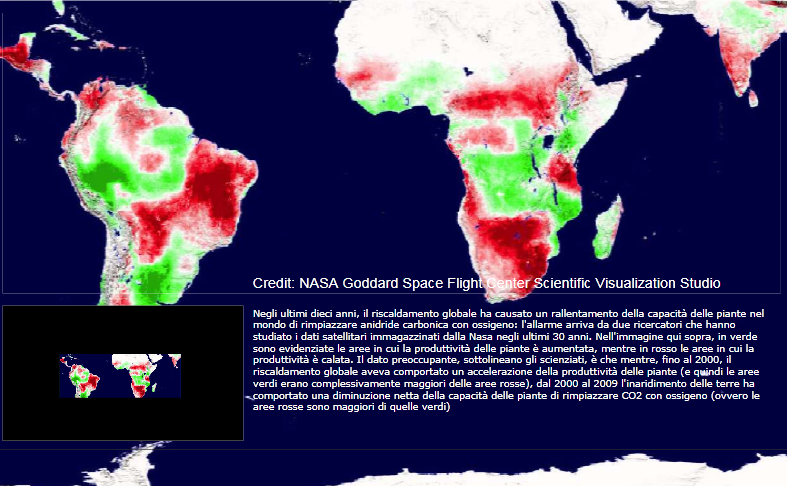 Credit: NASA Goddard Space Flight Center Scientific Visualization Studio
Negli ultimi dieci anni, il riscaldamento globale ha causato un rallentamento della capacità delle piante nel
mondo di rimpiazzare anidride carbonica con ossigeno: l'allarme arriva da due ricercatori che hanno
studiato i dati satellitari immagazzinati dalla Nasa negli ultimi 30 anni. Nell'immagine qui sopra, in verde
sono evidenziate le aree in cui la produttività delle piante è aumentata, mentre in rosso le aree in cui la
produttività è calata. Il dato preoccupante, sottolineano gli scienziati, è che mentre, fino al 2000, il
riscaldamento globale aveva comportato un accelerazione della produttività delle piante (e quindi le aree
verdi erano complessivamente maggiori delle aree rosse), dal 2000 al 2009 l'inaridimento delle terre ha
comportato una diminuzione netta della capacità delle piante di rimpiazzare CO2 con ossigeno (ovvero le
aree rosse sono maggiori di quelle verdi)